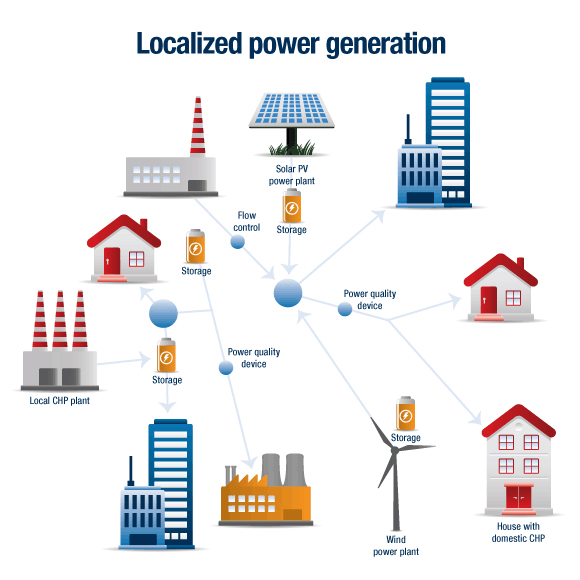 Localized power generation
Solar PV
power plant
Flow
control
Storage
Storage
Power quality
device
Power quality
device
Storage
Local CHP plant
Storage
Wind
power plant
House with
domestic CHP